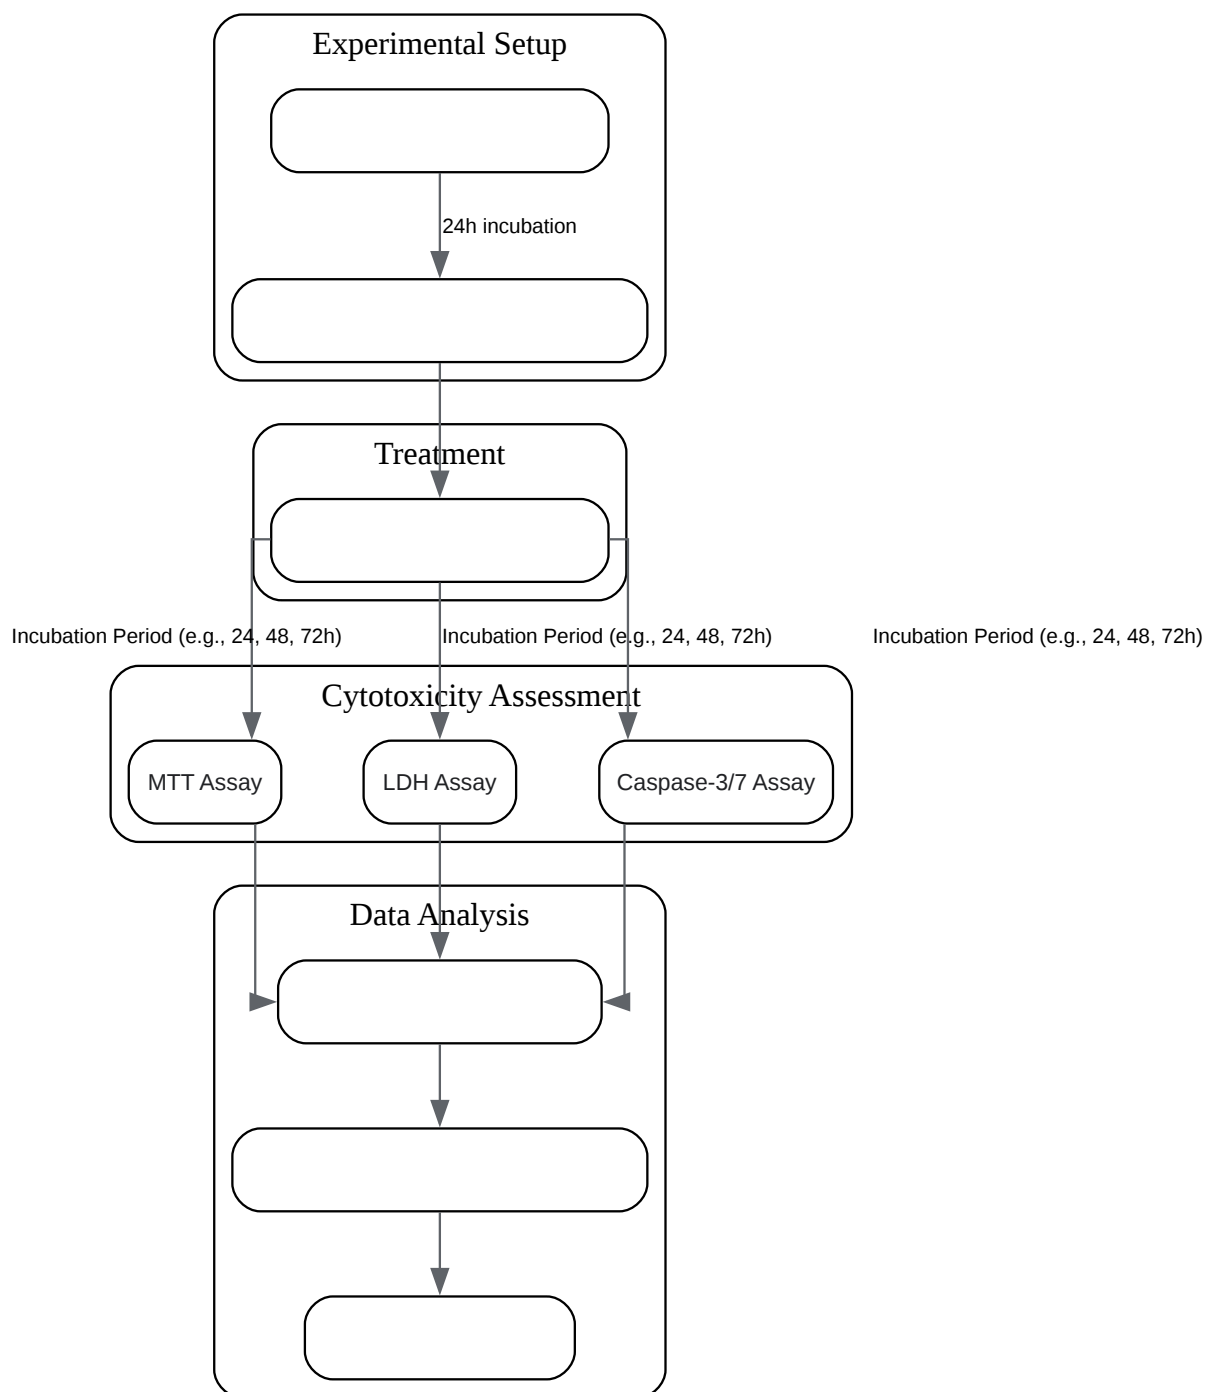 Experimental Setup
24h incubation
Treatment
Incubation Period (e.g., 24, 48, 72h)
Incubation Period (e.g., 24, 48, 72h)
Incubation Period (e.g., 24, 48, 72h)
Cytotoxicity Assessment
MTT Assay
LDH Assay
Caspase-3/7 Assay
Data Analysis